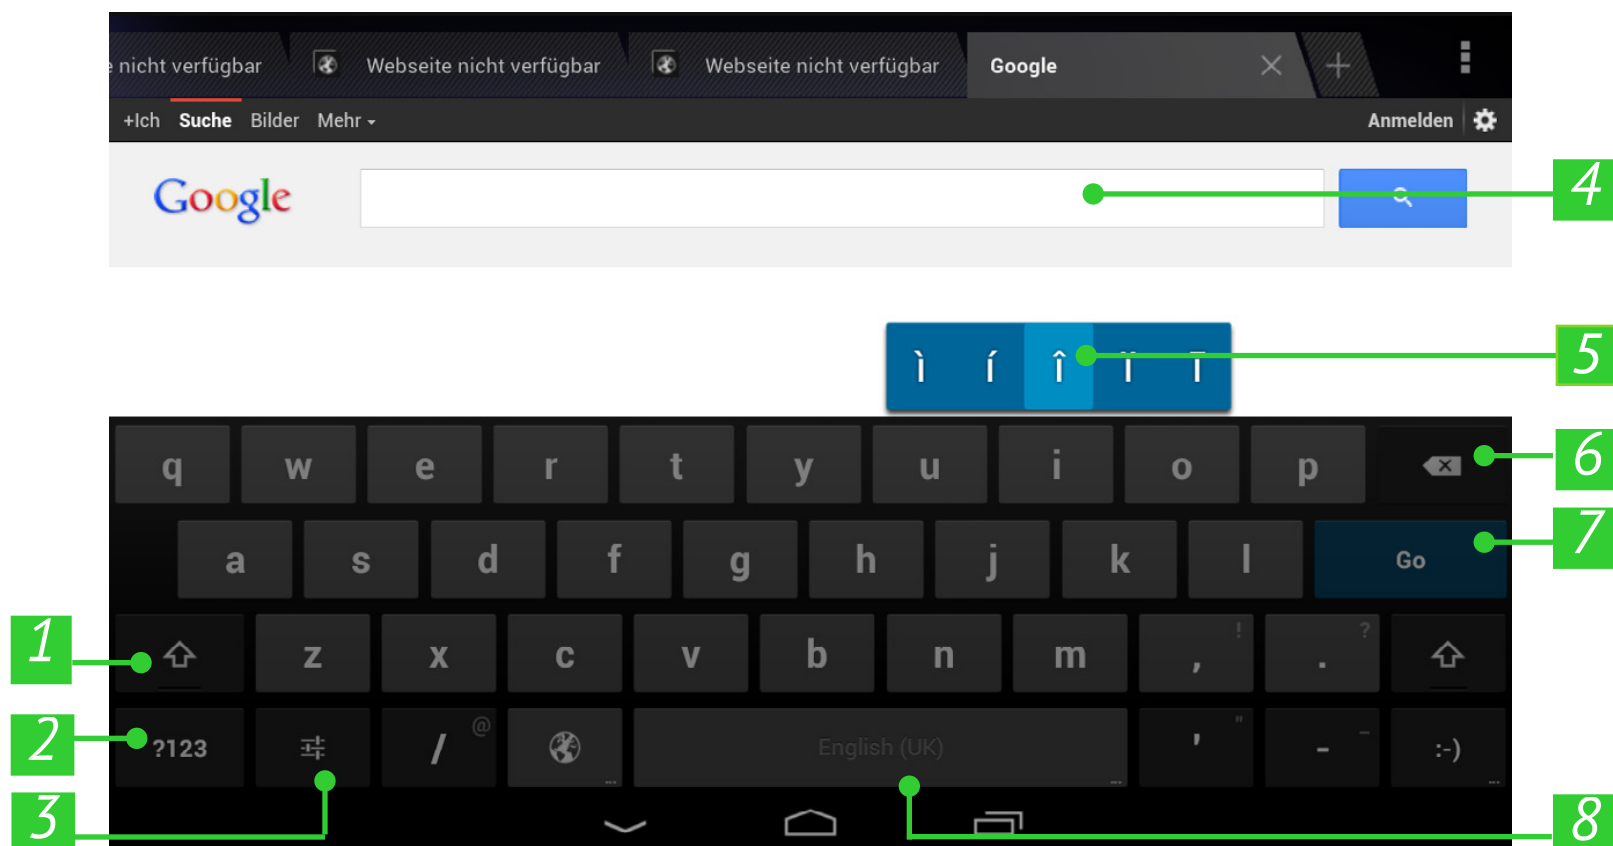 e nicht verfügbar Webseite nicht verfügbar Webseite nicht verfügbar Google
+Ich Suche Bilder Mehr Anmelden
Google 4
ì í î ï ī 5
q w e r t y u i o p 6
a s d f g h j k l Go 7
1 z x c v b n m , ! . ?
2 ?123 / @ English (UK) ' " - _ :-)
3 8